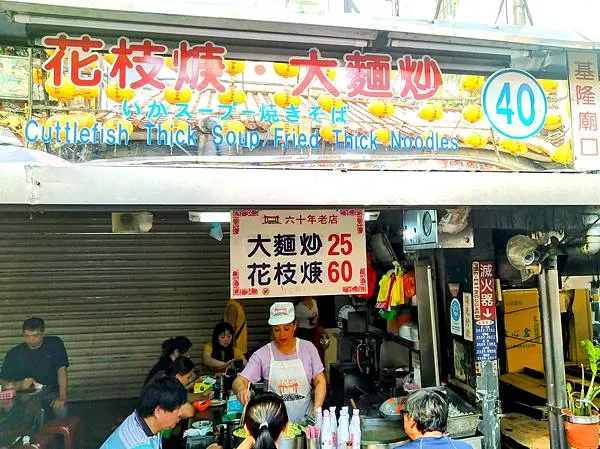 花枝焿・大麵炒
40
基隆廟口
いかスープ・焼きそば
Cuttlefish Thick Soup Fried Thick Noodles
六十年老店
大麵炒 25
花枝焿 60
滅火器